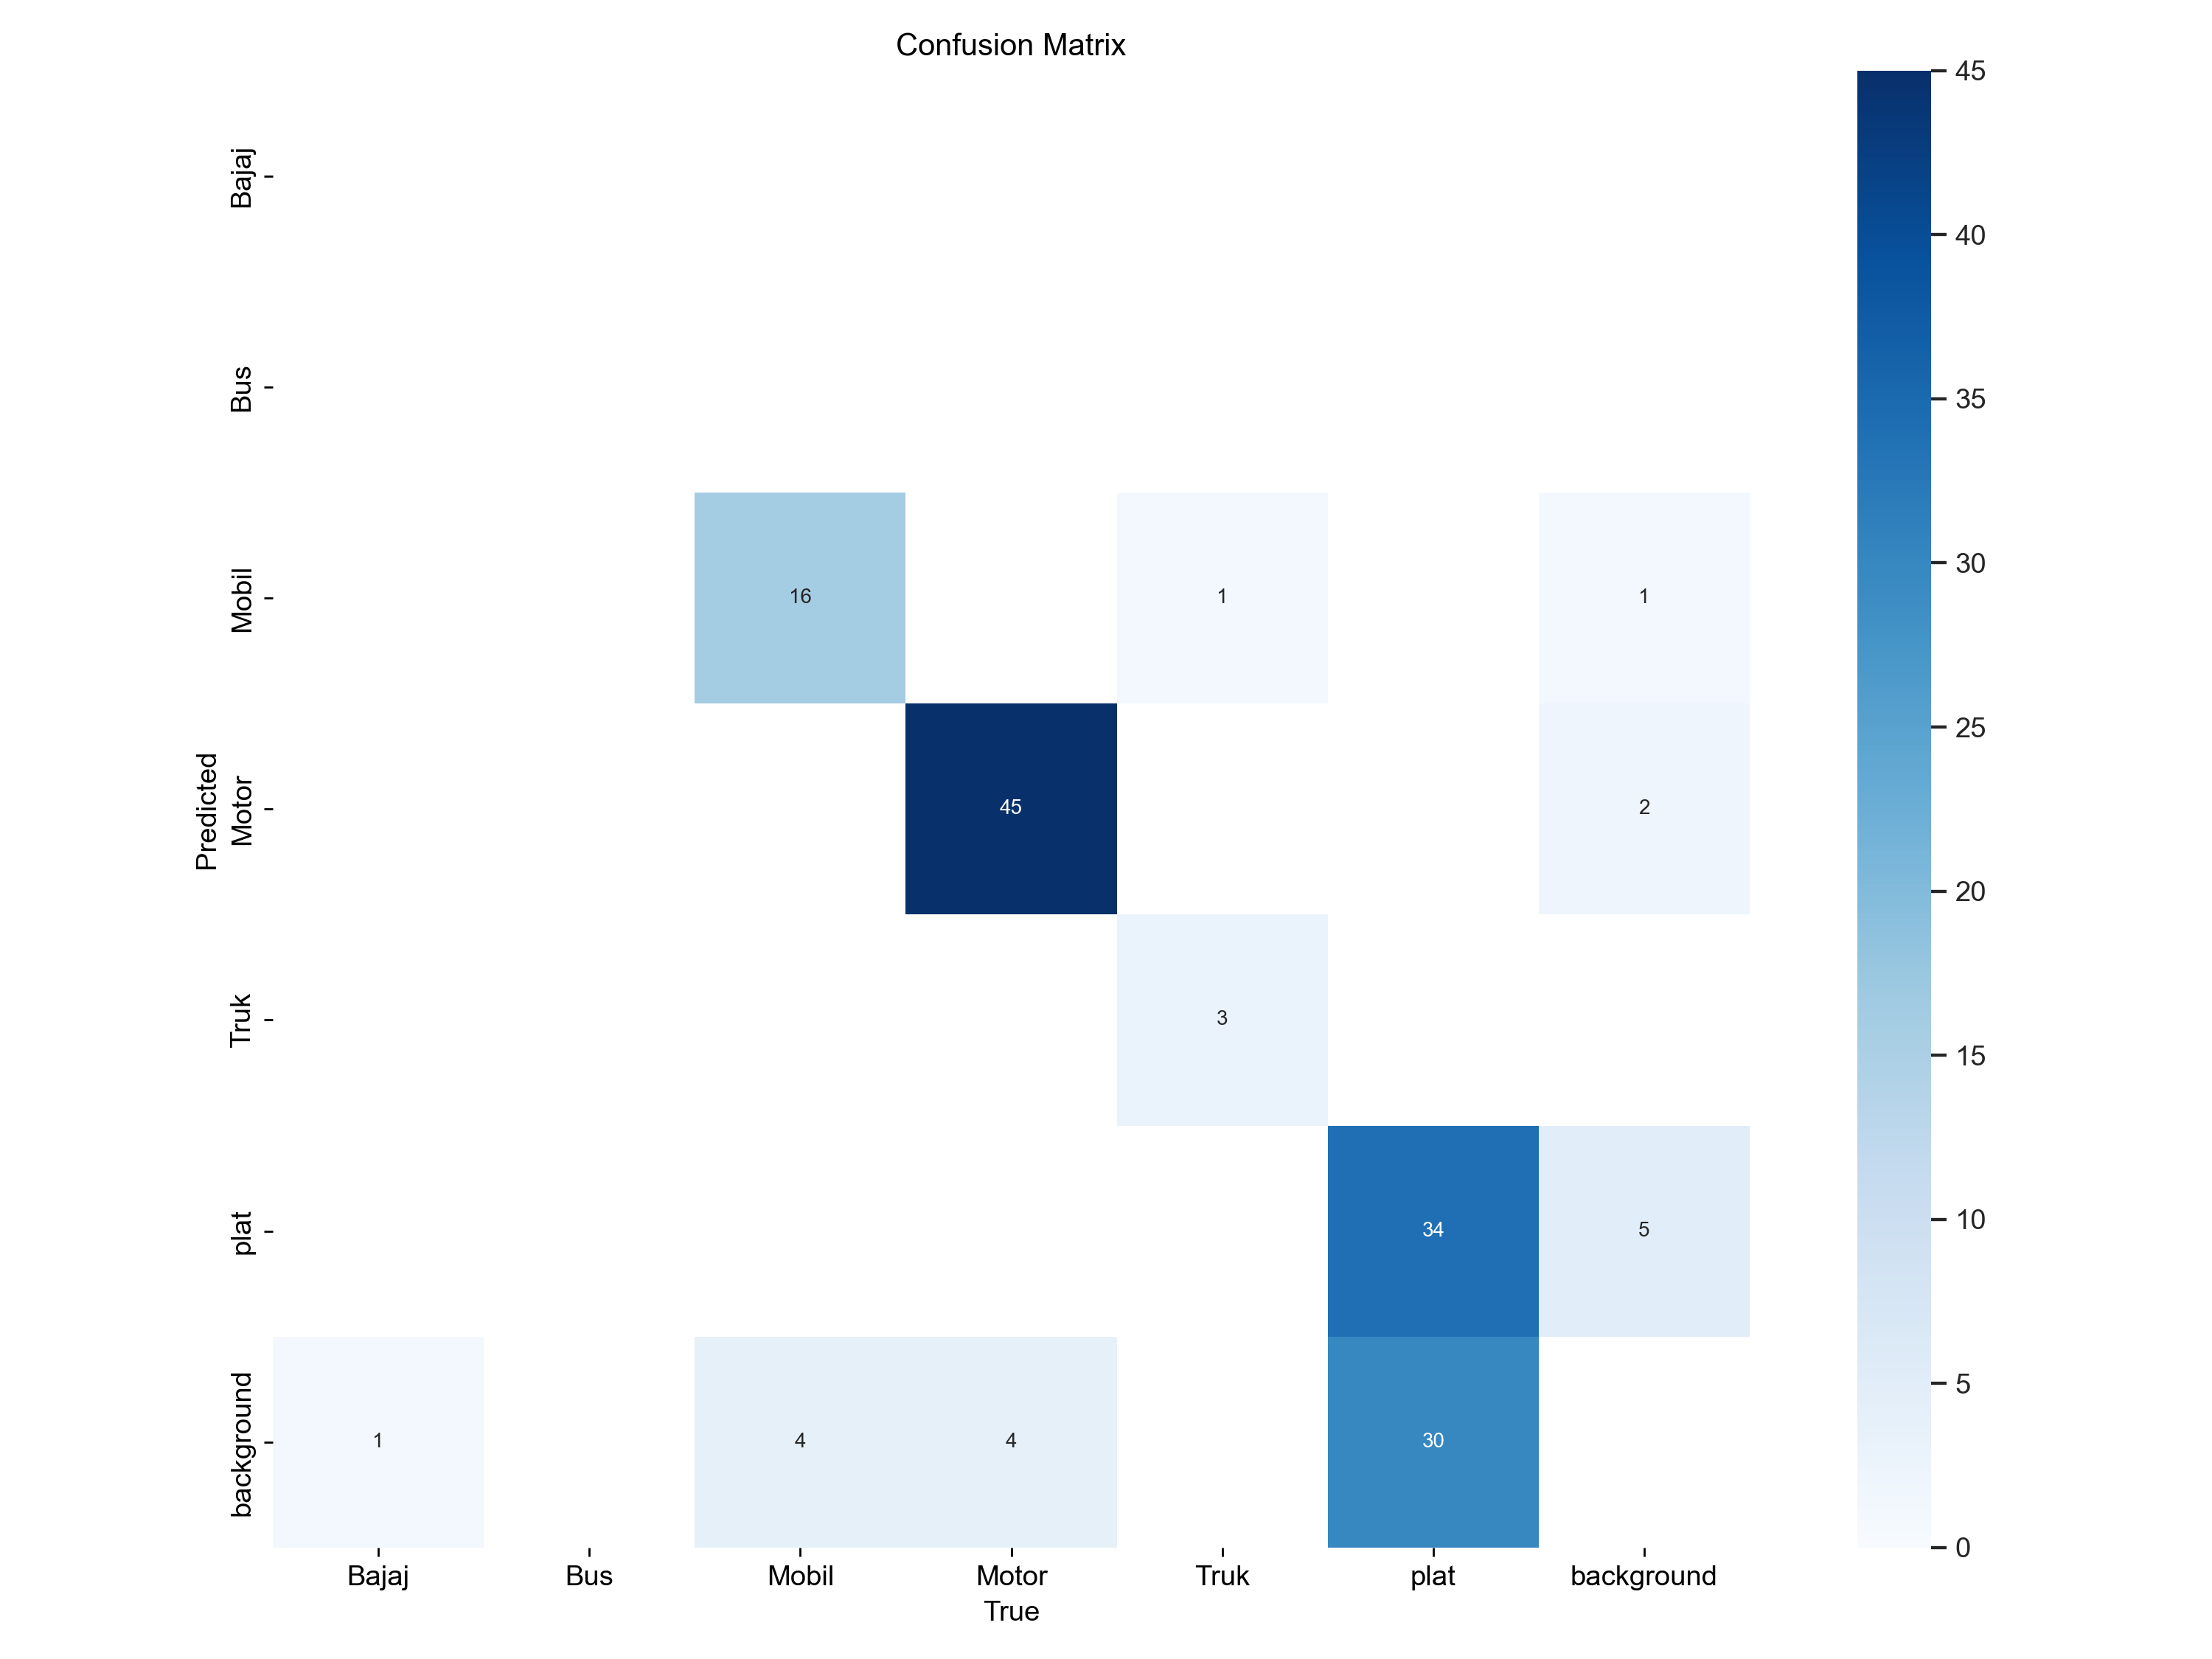 Confusion Matrix
Bajaj
Bus
Mobil
Motor
Truk
plat
background
Predicted
16
1
1
45
2
3
34
5
1
4
4
30
Bajaj
Bus
Mobil
Motor
Truk
plat
background
True
45
40
35
30
25
20
15
10
5
0